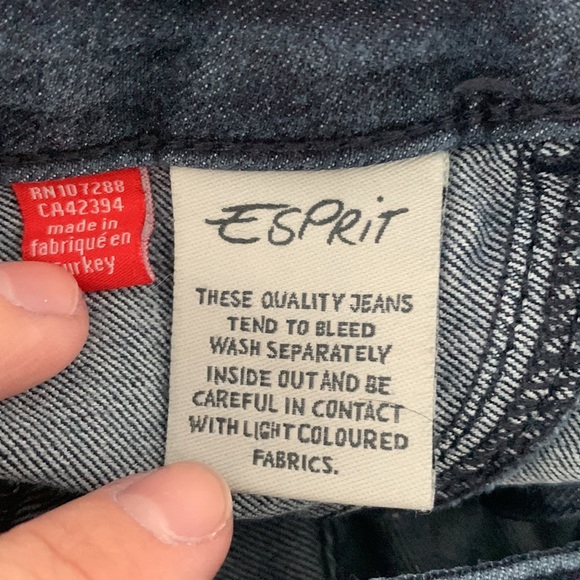 RN107288
CA42394
made in
fabriqué en
Turkey
ESPRIT
THESE QUALITY JEANS
TEND TO BLEED
WASH SEPARATELY
INSIDE OUT AND BE
CAREFUL IN CONTACT
WITH LIGHT COLOURED
FABRICS.